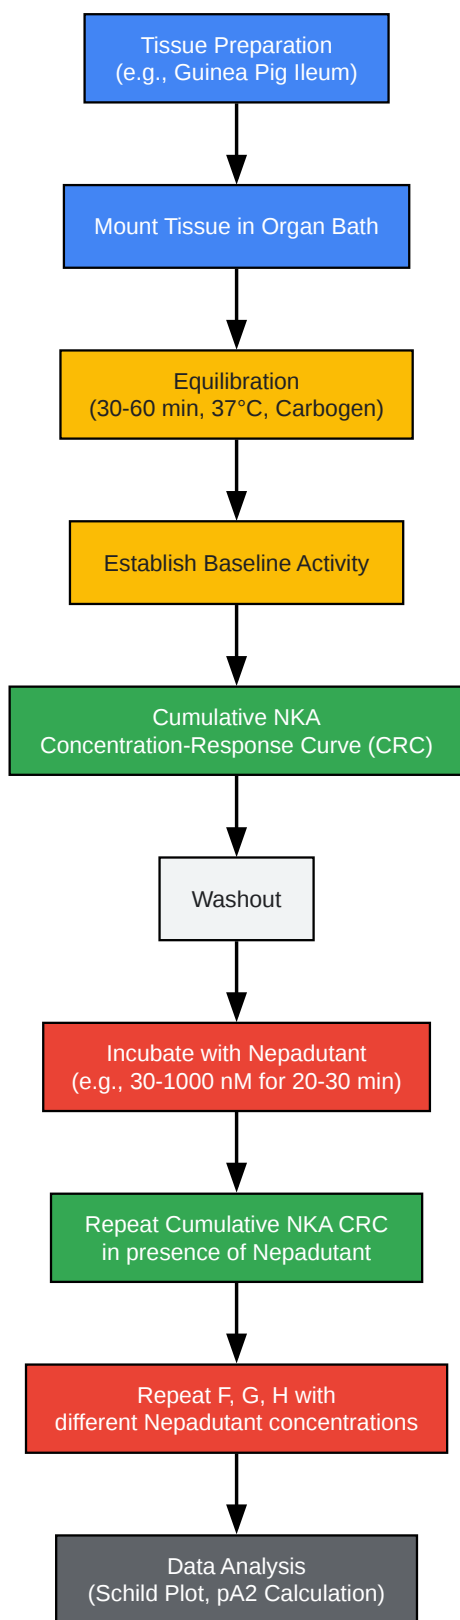 Tissue Preparation
(e.g., Guinea Pig Ileum)
Mount Tissue in Organ Bath
Equilibration
(30-60 min, 37°C, Carbogen)
Establish Baseline Activity
Cumulative NKA
Concentration-Response Curve (CRC)
Washout
Incubate with Nepadutant
(e.g., 30-1000 nM for 20-30 min)
Repeat Cumulative NKA CRC
in presence of Nepadutant
Repeat F, G, H with
different Nepadutant concentrations
Data Analysis
(Schild Plot, pA2 Calculation)